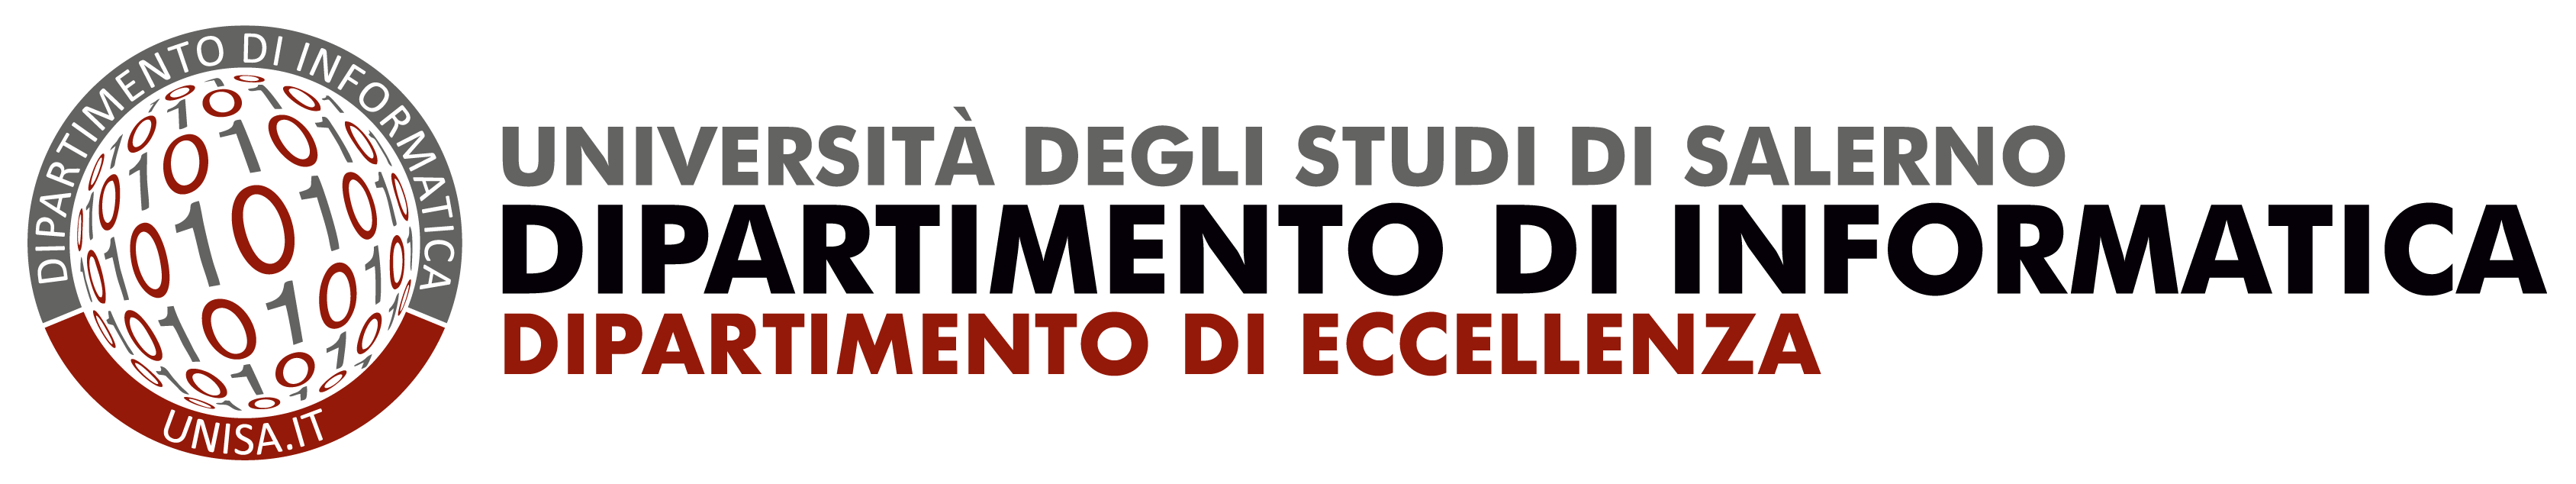 DIPARTIMENTO DI INFORMATICA
UNISA.IT
UNIVERSITÀ DEGLI STUDI DI SALERNO
DIPARTIMENTO DI INFORMATICA
DIPARTIMENTO DI ECCELLENZA